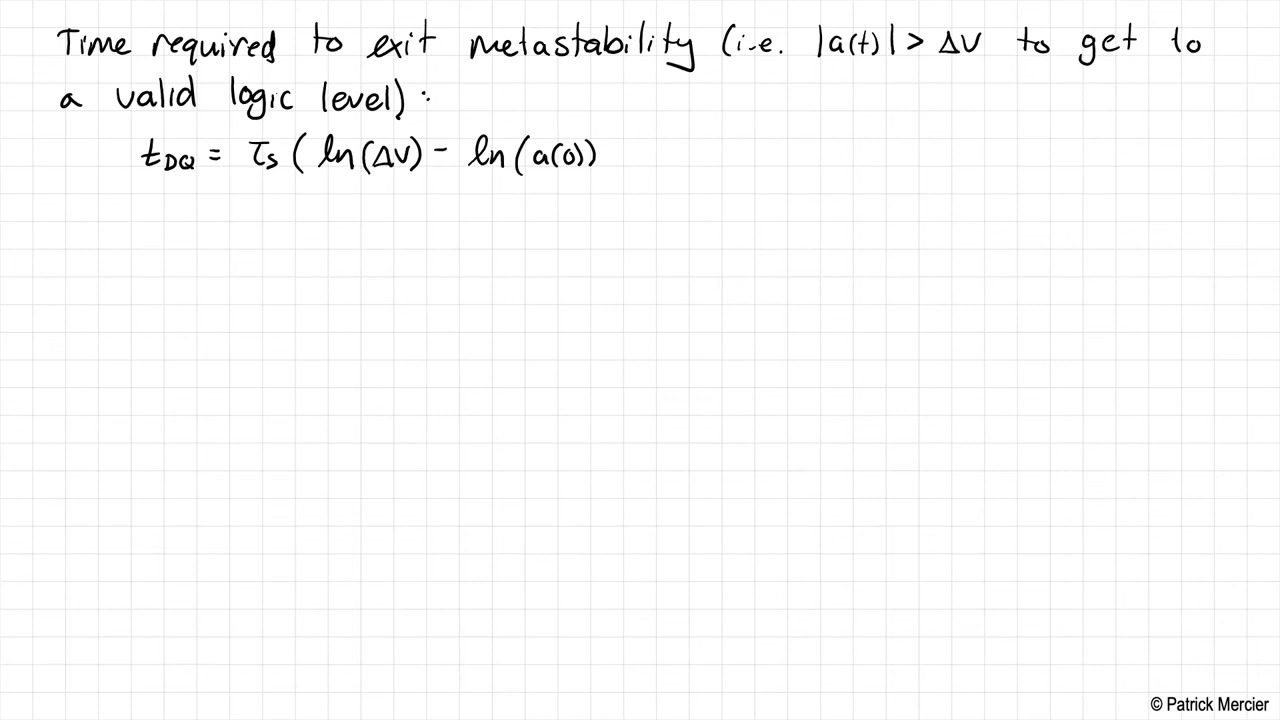 Time required to exit metastability (i.e. |a(t)| > ΔV to get to
a valid logic level):
t_DQ = τ_s ( ln(ΔV) - ln(a(0))
© Patrick Mercier